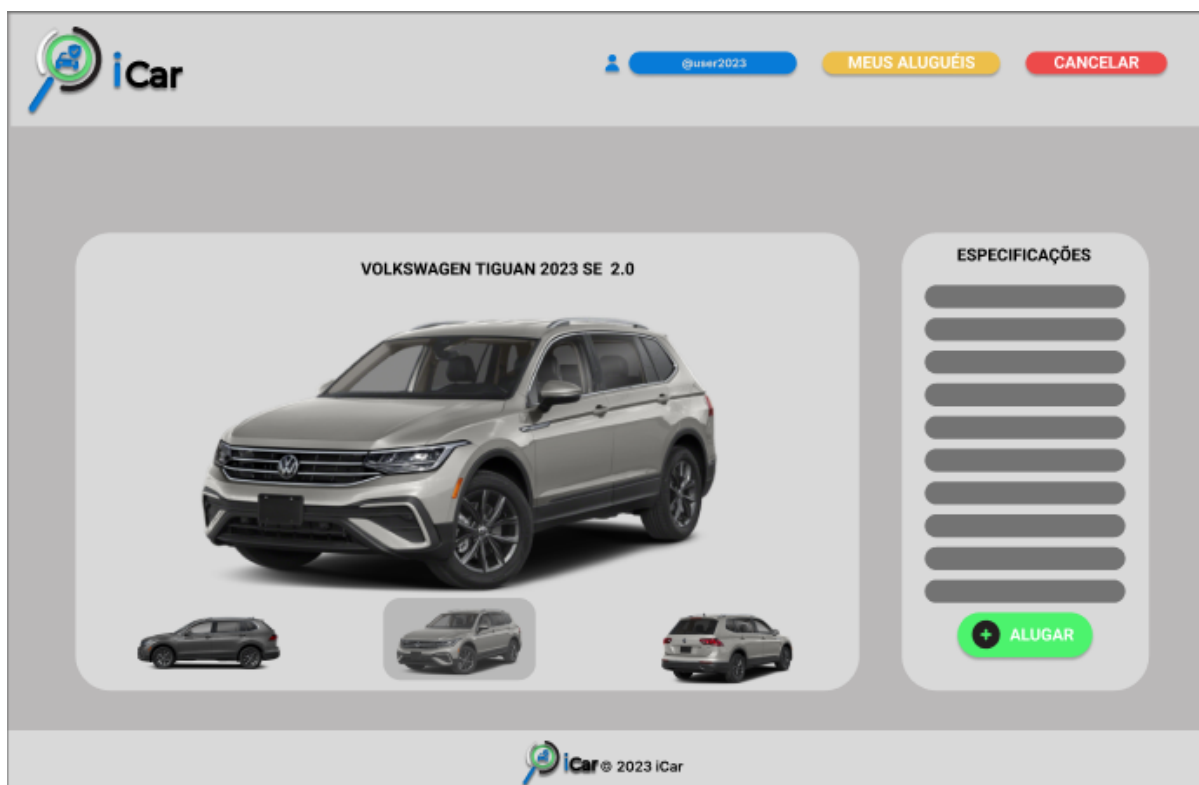 iCar
@user2023
MEUS ALUGUÉIS
CANCELAR
VOLKSWAGEN TIGUAN 2023 SE 2.0
ESPECIFICAÇÕES
ALUGAR
iCar © 2023 iCar